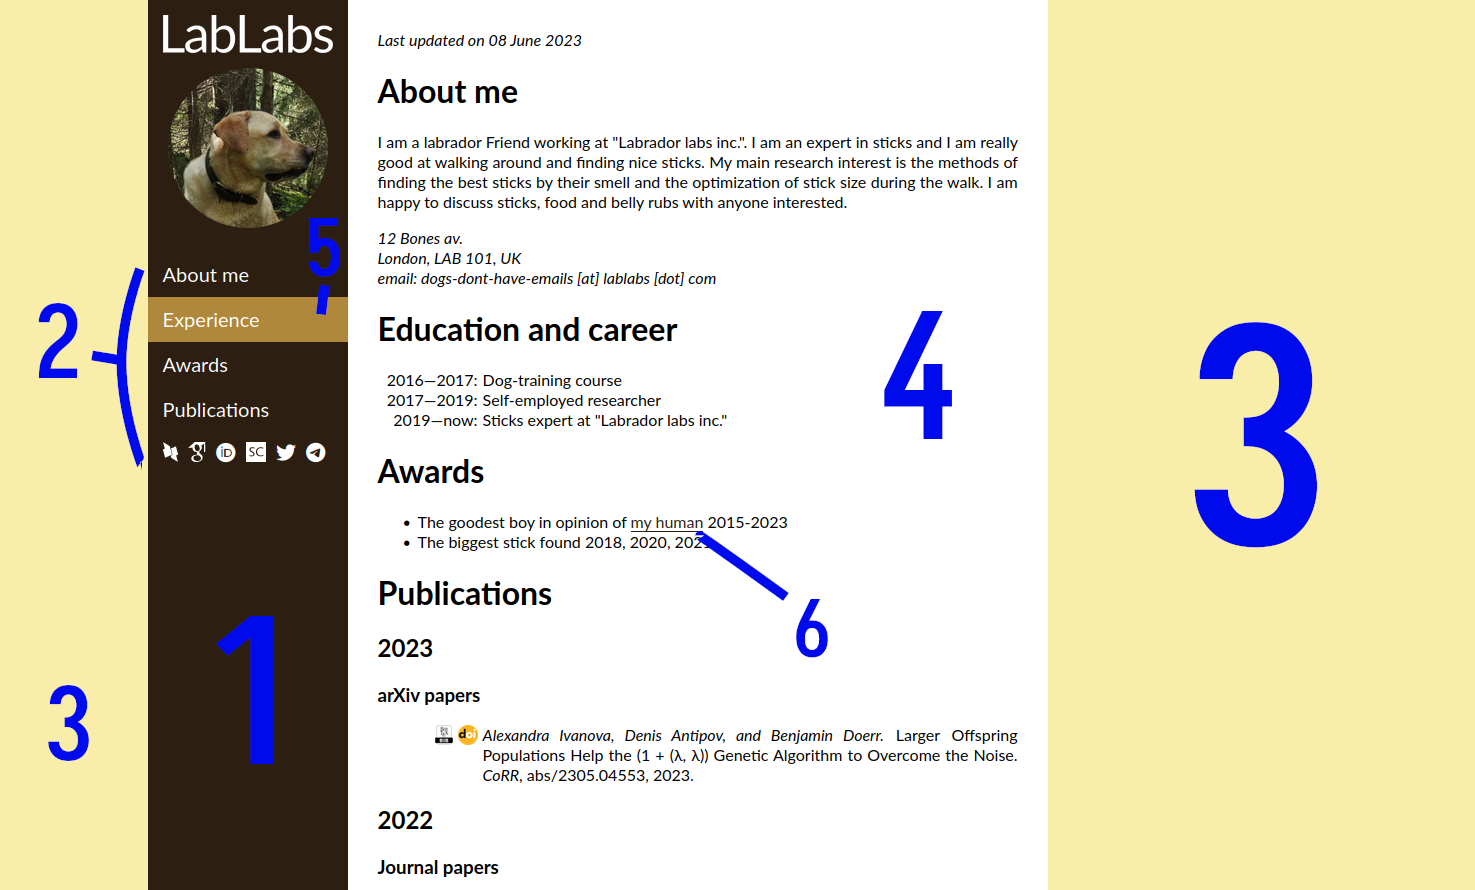 LabLabs
5
About me
Experience
Awards
Publications
iD SC
2
1
3
Last updated on 08 June 2023
About me
I am a labrador Friend working at "Labrador labs inc.". I am an expert in sticks and I am really
good at walking around and finding nice sticks. My main research interest is the methods of
finding the best sticks by their smell and the optimization of stick size during the walk. I am
happy to discuss sticks, food and belly rubs with anyone interested.
12 Bones av.
London, LAB 101, UK
email: dogs-dont-have-emails [at] lablabs [dot] com
Education and career
2016—2017: Dog-training course
2017—2019: Self-employed researcher
2019—now: Sticks expert at "Labrador labs inc."
4
Awards
• The goodest boy in opinion of my human 2015-2023
• The biggest stick found 2018, 2020, 2021
6
Publications
2023
arXiv papers
doi Alexandra Ivanova, Denis Antipov, and Benjamin Doerr. Larger Offspring
Populations Help the (1 + (λ, λ)) Genetic Algorithm to Overcome the Noise.
CoRR, abs/2305.04553, 2023.
2022
Journal papers
3